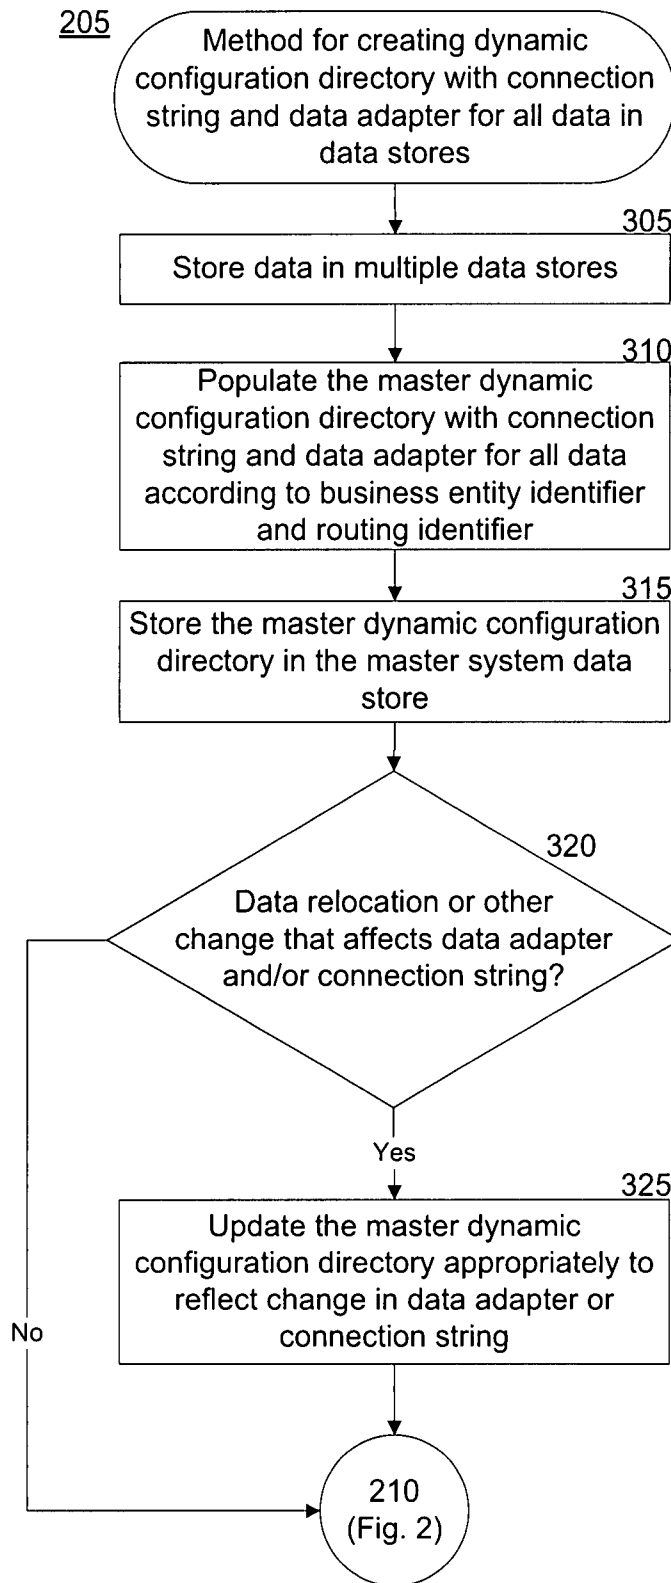 205
Method for creating dynamic
configuration directory with connection
string and data adapter for all data in
data stores
305
Store data in multiple data stores
310
Populate the master dynamic
configuration directory with connection
string and data adapter for all data
according to business entity identifier
and routing identifier
315
Store the master dynamic configuration
directory in the master system data
store
320
Data relocation or other
change that affects data adapter
and/or connection string?
Yes
325
Update the master dynamic
configuration directory appropriately to
reflect change in data adapter or
connection string
No
210
(Fig. 2)